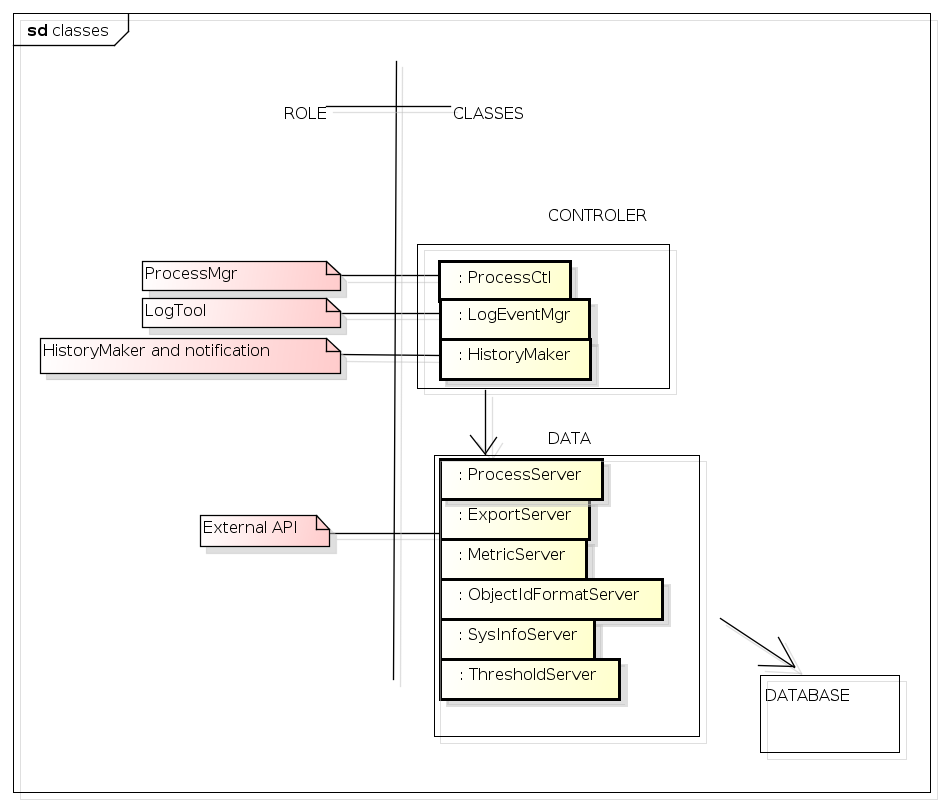 sd classes
ROLE
CLASSES
CONTROLER
ProcessMgr
: ProcessCtl
LogTool
: LogEventMgr
HistoryMaker and notification
: HistoryMaker
DATA
: ProcessServer
External API
: ExportServer
: MetricServer
: ObjectIdFormatServer
: SysInfoServer
: ThresholdServer
DATABASE